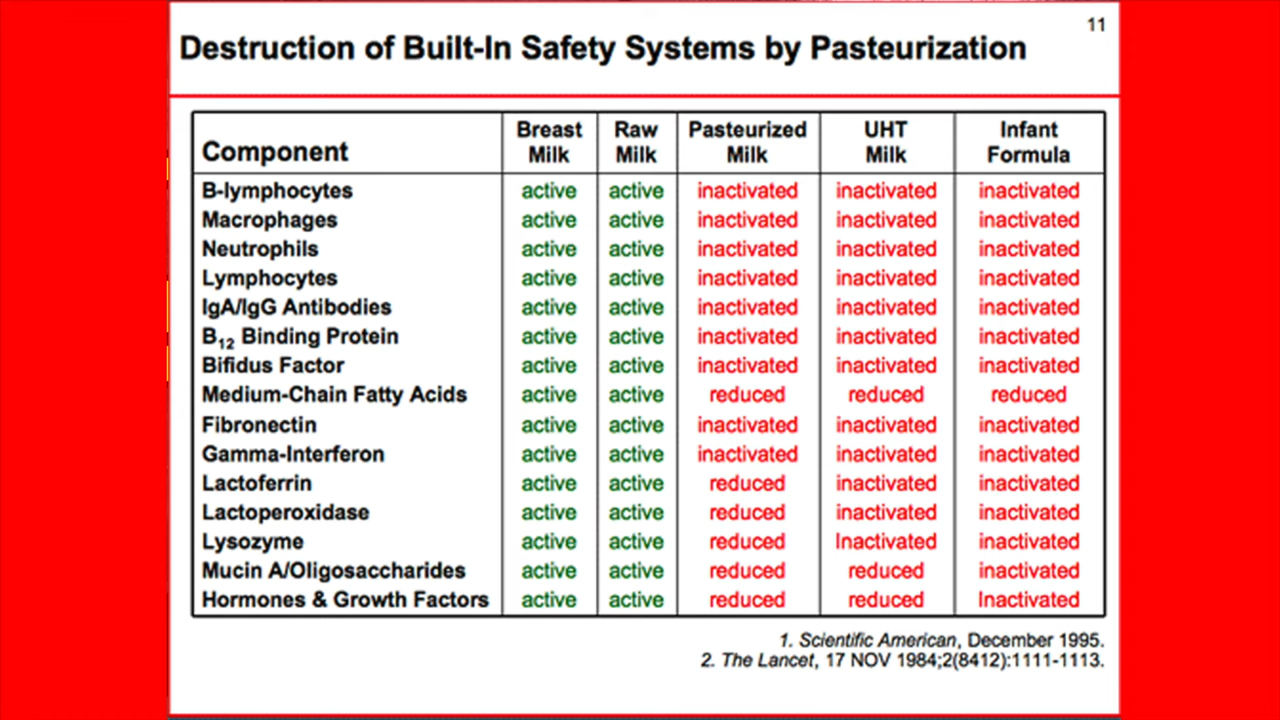 11
Destruction of Built-In Safety Systems by Pasteurization
Component Breast Milk Raw Milk Pasteurized Milk UHT Milk Infant Formula
B-lymphocytes active active inactivated inactivated inactivated
Macrophages active active inactivated inactivated inactivated
Neutrophils active active inactivated inactivated inactivated
Lymphocytes active active inactivated inactivated inactivated
IgA/IgG Antibodies active active inactivated inactivated inactivated
B12 Binding Protein active active inactivated inactivated inactivated
Bifidus Factor active active inactivated inactivated inactivated
Medium-Chain Fatty Acids active active reduced reduced reduced
Fibronectin active active inactivated inactivated inactivated
Gamma-Interferon active active inactivated inactivated inactivated
Lactoferrin active active reduced inactivated inactivated
Lactoperoxidase active active reduced inactivated inactivated
Lysozyme active active reduced Inactivated inactivated
Mucin A/Oligosaccharides active active reduced reduced inactivated
Hormones & Growth Factors active active reduced reduced Inactivated
1. Scientific American, December 1995.
2. The Lancet, 17 NOV 1984;2(8412):1111-1113.